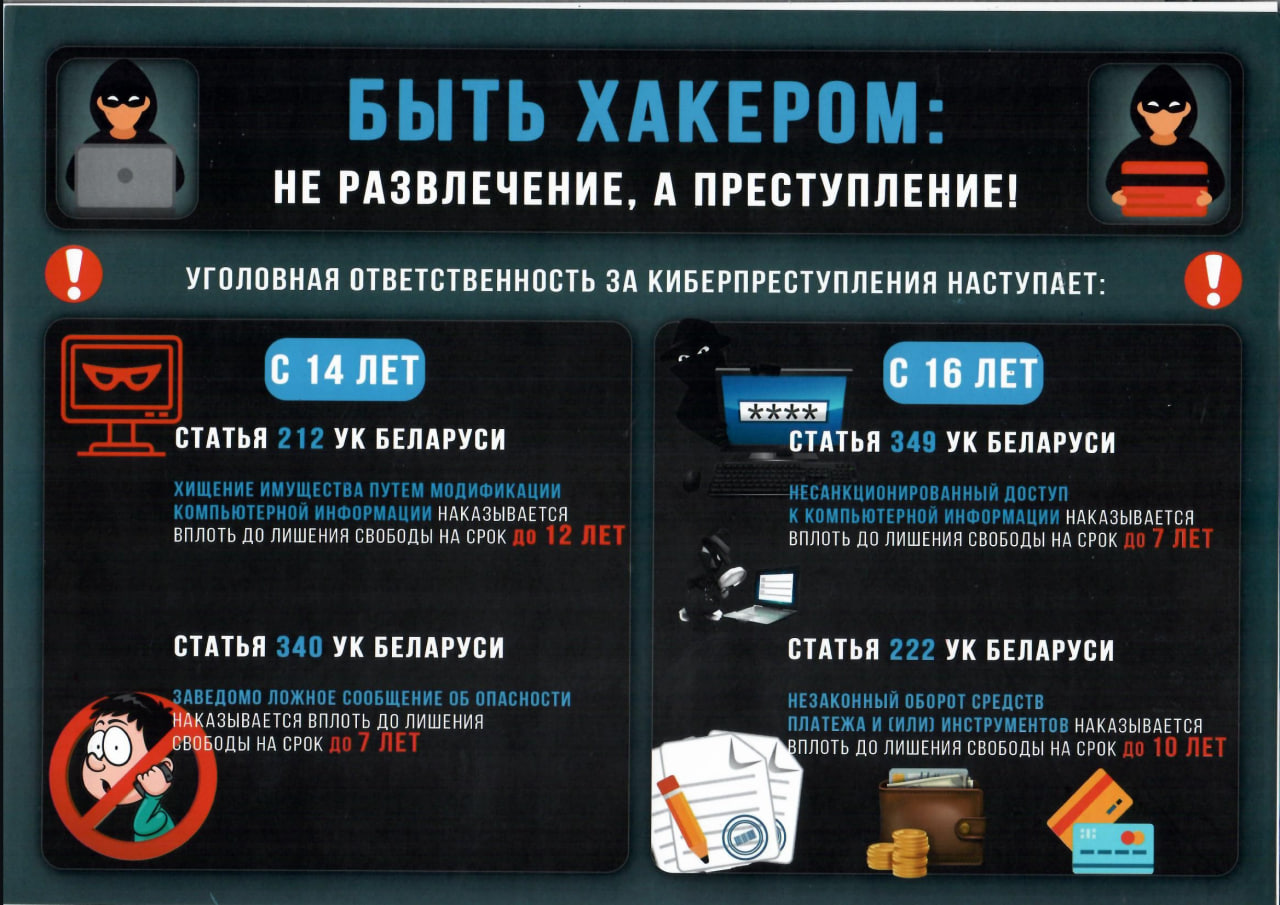 БЫТЬ ХАКЕРОМ:
НЕ РАЗВЛЕЧЕНИЕ, А ПРЕСТУПЛЕНИЕ!
УГОЛОВНАЯ ОТВЕТСТВЕННОСТЬ ЗА КИБЕРПРЕСТУПЛЕНИЯ НАСТУПАЕТ:
С 14 ЛЕТ
СТАТЬЯ 212 УК БЕЛАРУСИ
ХИЩЕНИЕ ИМУЩЕСТВА ПУТЕМ МОДИФИКАЦИИ
КОМПЬЮТЕРНОЙ ИНФОРМАЦИИ НАКАЗЫВАЕТСЯ
ВПЛОТЬ ДО ЛИШЕНИЯ СВОБОДЫ НА СРОК ДО 12 ЛЕТ
СТАТЬЯ 340 УК БЕЛАРУСИ
ЗАВЕДОМО ЛОЖНОЕ СООБЩЕНИЕ ОБ ОПАСНОСТИ
НАКАЗЫВАЕТСЯ ВПЛОТЬ ДО ЛИШЕНИЯ
СВОБОДЫ НА СРОК ДО 7 ЛЕТ
С 16 ЛЕТ
****
СТАТЬЯ 349 УК БЕЛАРУСИ
НЕСАНКЦИОНИРОВАННЫЙ ДОСТУП
К КОМПЬЮТЕРНОЙ ИНФОРМАЦИИ НАКАЗЫВАЕТСЯ
ВПЛОТЬ ДО ЛИШЕНИЯ СВОБОДЫ НА СРОК ДО 7 ЛЕТ
СТАТЬЯ 222 УК БЕЛАРУСИ
НЕЗАКОННЫЙ ОБОРОТ СРЕДСТВ
ПЛАТЕЖА И (ИЛИ) ИНСТРУМЕНТОВ НАКАЗЫВАЕТСЯ
ВПЛОТЬ ДО ЛИШЕНИЯ СВОБОДЫ НА СРОК ДО 10 ЛЕТ